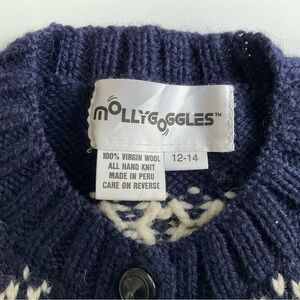 mOLLYGOGGLES™
100% VIRGIN WOOL
ALL HAND KNIT
MADE IN PERU
CARE ON REVERSE
12-14